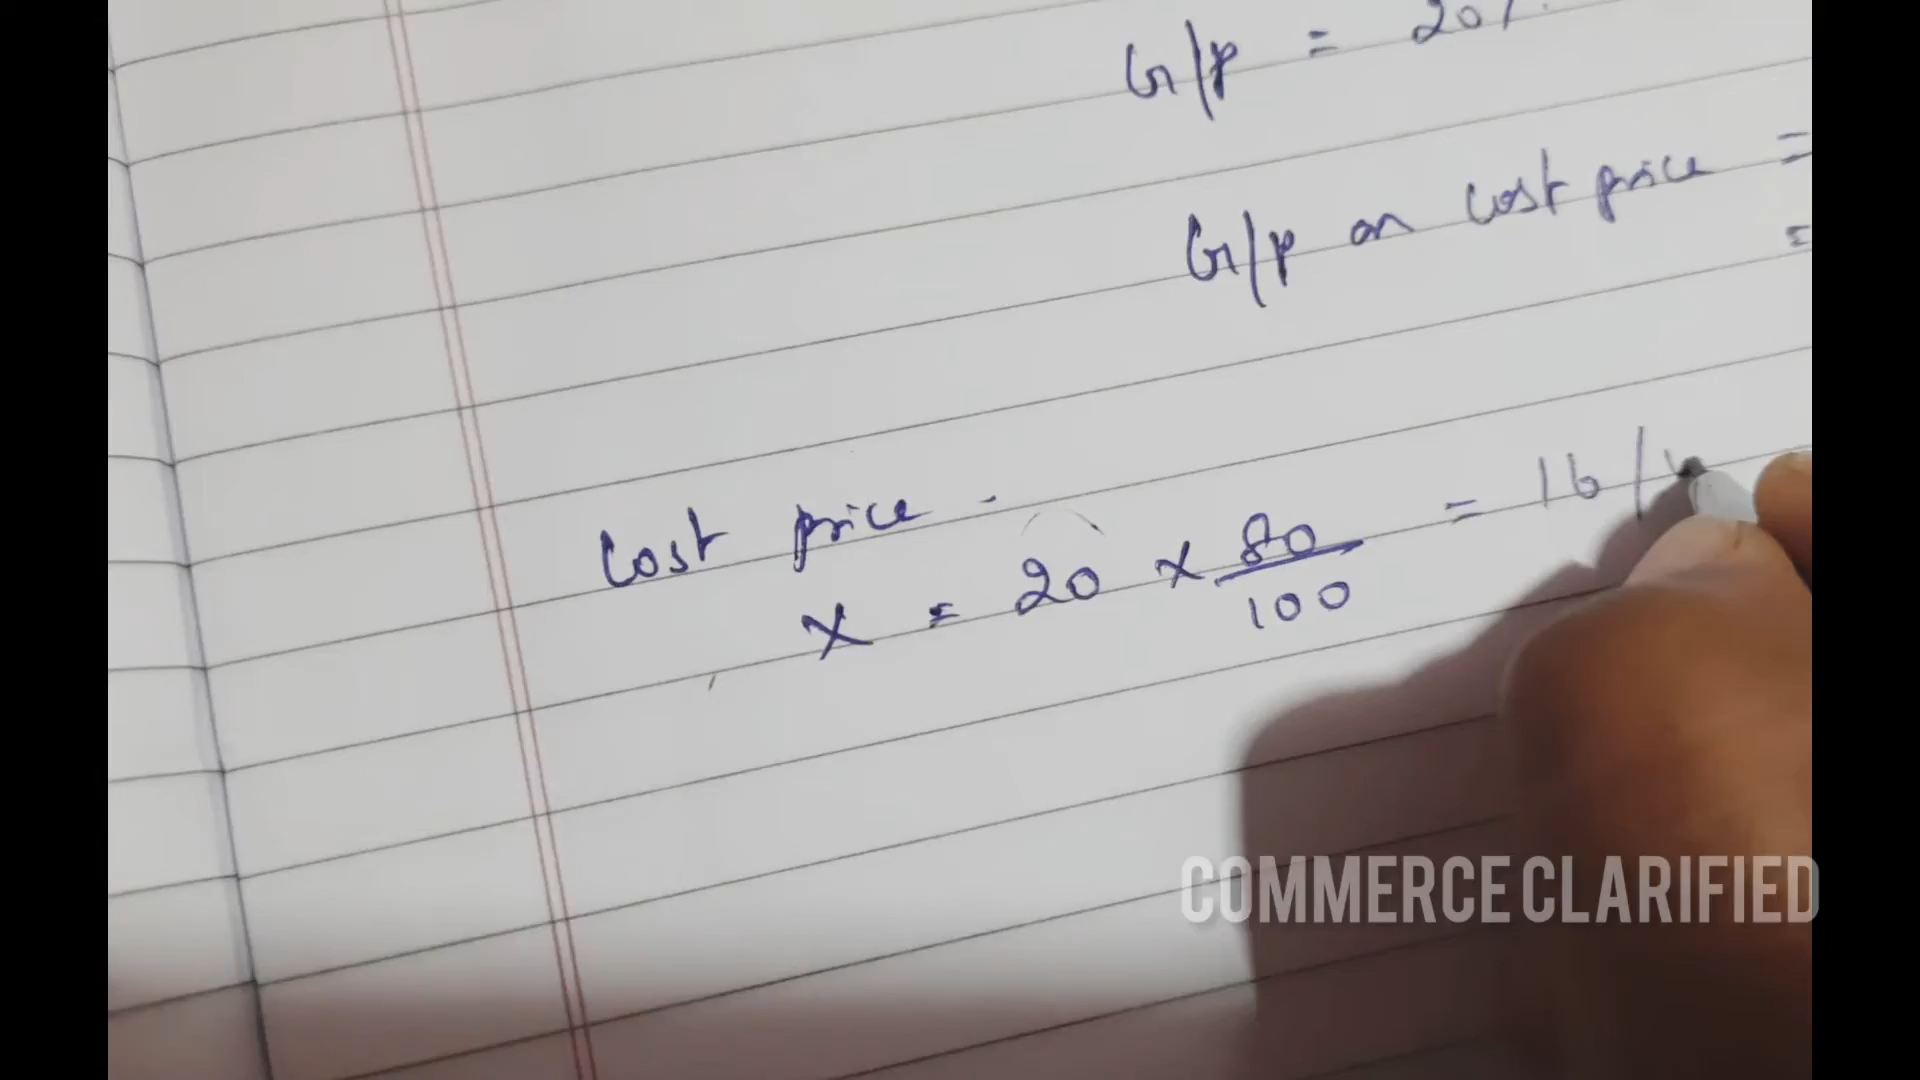 G/p = 20%.
G/p on cost price =
=
Cost price -
X = 20 × 80/100 = 16/
COMMERCE CLARIFIED